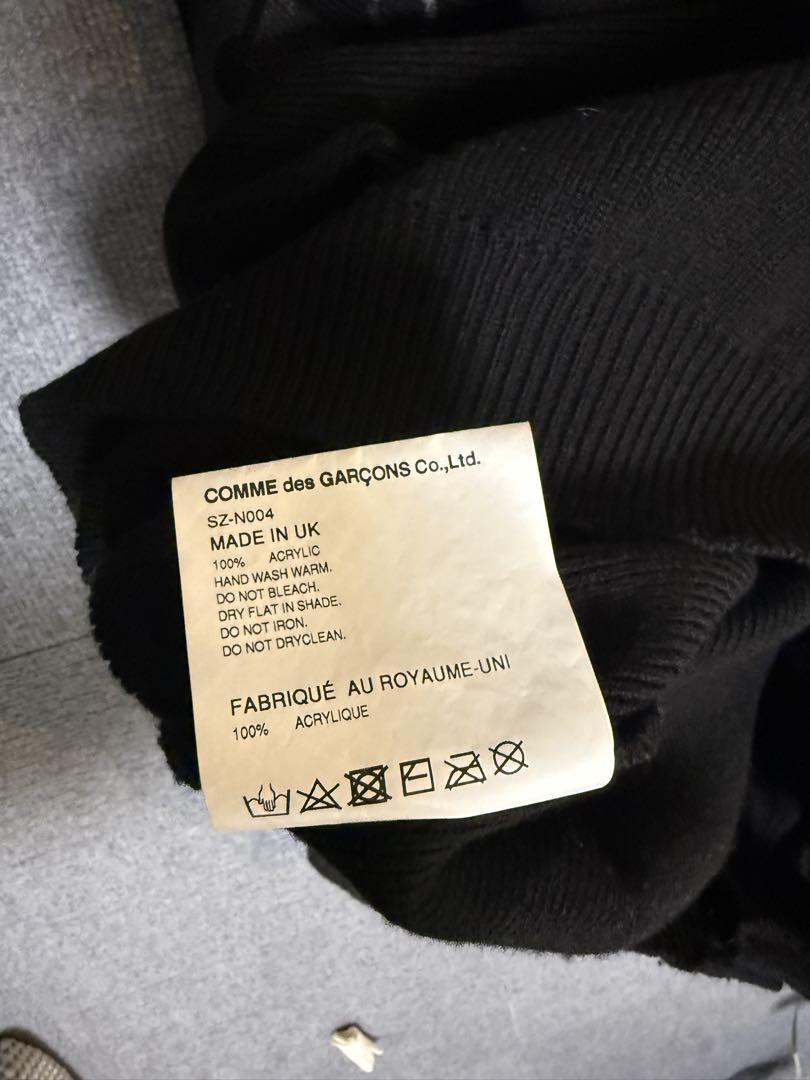 COMME des GARÇONS Co.,Ltd.
SZ-N004
MADE IN UK
100% ACRYLIC
HAND WASH WARM.
DO NOT BLEACH.
DRY FLAT IN SHADE.
DO NOT IRON.
DO NOT DRYCLEAN.
FABRIQUÉ AU ROYAUME-UNI
100% ACRYLIQUE